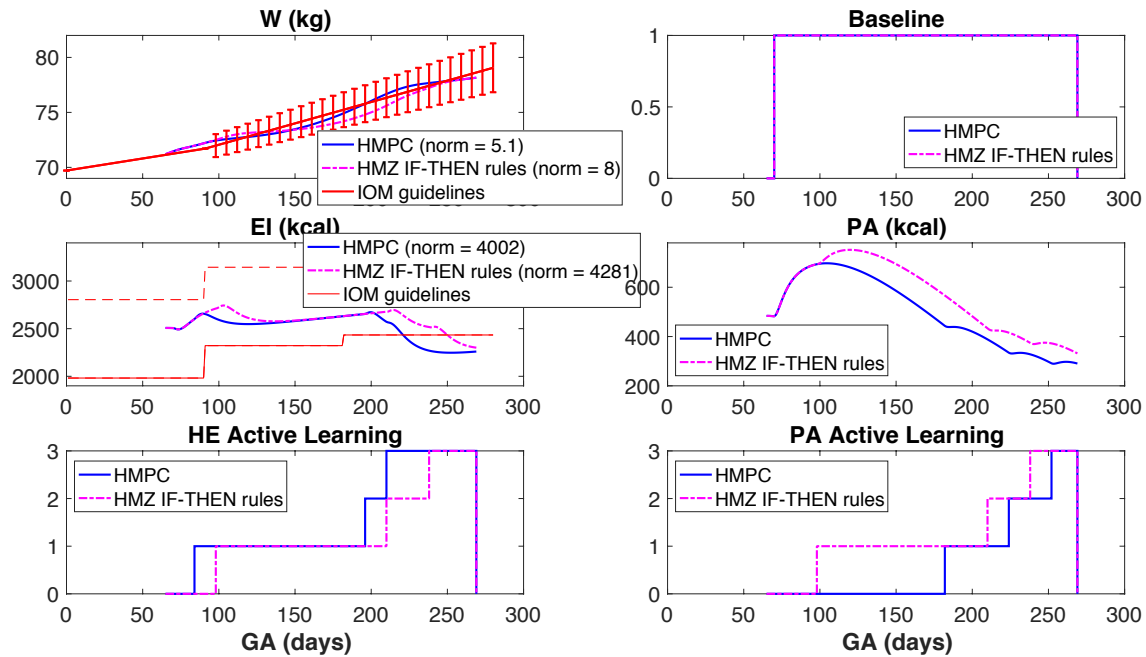 W (kg)
80
75
70
0 50 100 150 200 250 300
HMPC (norm = 5.1)
HMZ IF-THEN rules (norm = 8)
IOM guidelines
Baseline
1
0.5
0
0 50 100 150 200 250 300
HMPC
HMZ IF-THEN rules
EI (kcal)
3000
2500
2000
0 50 100 150 200 250 300
HMPC (norm = 4002)
HMZ IF-THEN rules (norm = 4281)
IOM guidelines
PA (kcal)
600
400
200
0 50 100 150 200 250 300
HMPC
HMZ IF-THEN rules
HE Active Learning
3
2
1
0
0 50 100 150 200 250 300
GA (days)
HMPC
HMZ IF-THEN rules
PA Active Learning
3
2
1
0
0 50 100 150 200 250 300
GA (days)
HMPC
HMZ IF-THEN rules